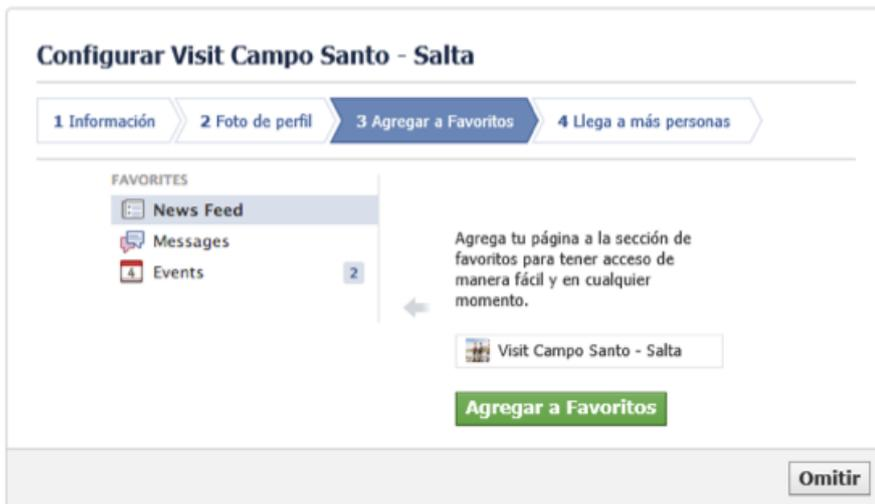 Configurar Visit Campo Santo - Salta
1 Información
2 Foto de perfil
3 Agregar a Favoritos
4 Llega a más personas
FAVORITES
News Feed
Messages
4 Events 2
Agrega tu página a la sección de
favoritos para tener acceso de
manera fácil y en cualquier
momento.
Visit Campo Santo - Salta
Agregar a Favoritos
Omitir